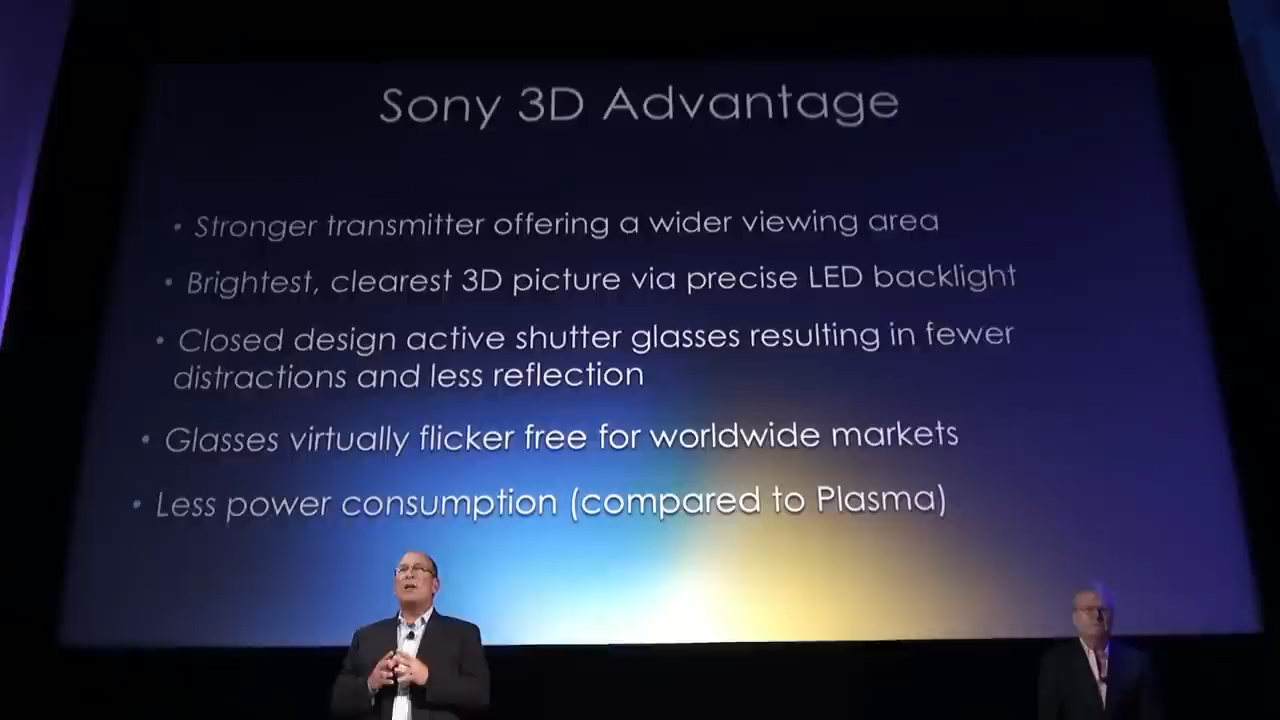 Sony 3D Advantage
• Stronger transmitter offering a wider viewing area
• Brightest, clearest 3D picture via precise LED backlight
• Closed design active shutter glasses resulting in fewer
distractions and less reflection
• Glasses virtually flicker free for worldwide markets
• Less power consumption (compared to Plasma)